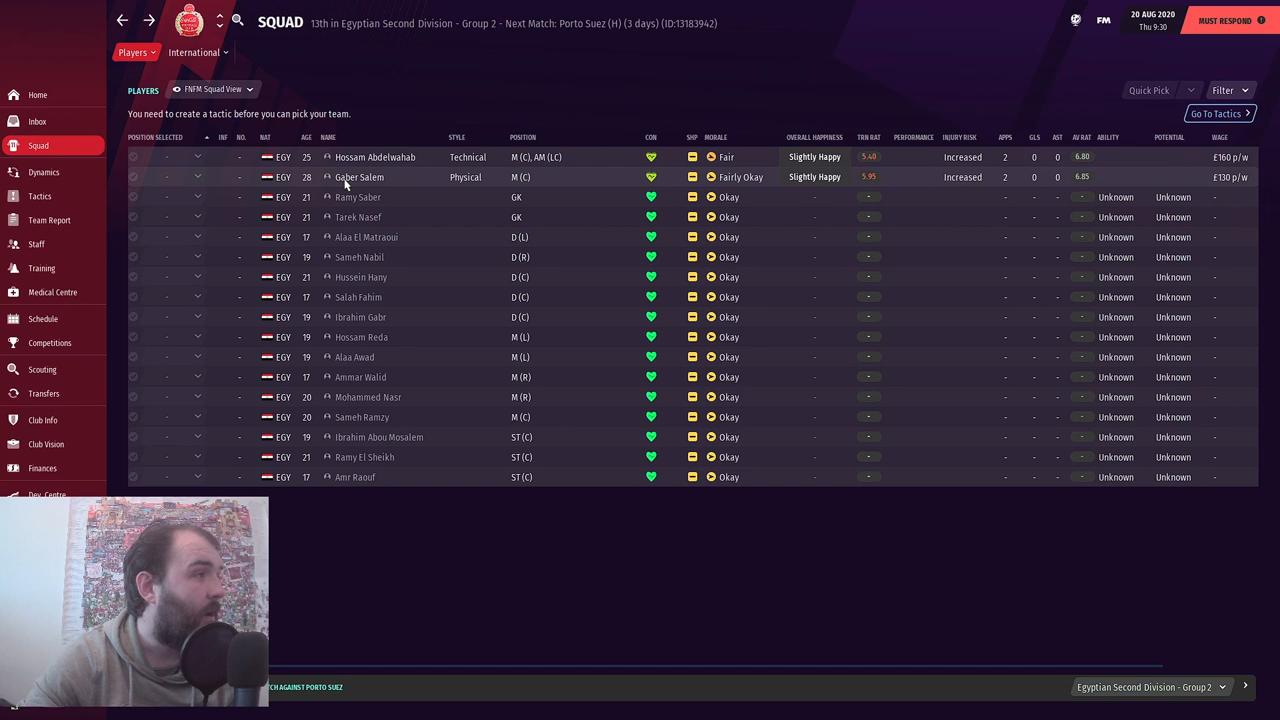 SQUAD 13th in Egyptian Second Division - Group 2 - Next Match: Porto Suez (H) (3 days) (ID:13183942)
FM 20 AUG 2020 Thu 9:30 MUST RESPOND
Players International
Home
Inbox
Squad
Dynamics
Tactics
Team Report
Staff
Training
Medical Centre
Schedule
Competitions
Scouting
Transfers
Club Info
Club Vision
Finances
Dev. Centre
PLAYERS FNFM Squad View Quick Pick Filter
You need to create a tactic before you can pick your team. Go To Tactics
POSITION SELECTED INF NO. NAT AGE NAME STYLE POSITION CON SHP MORALE OVERALL HAPPINESS TRN RAT PERFORMANCE INJURY RISK APPS GLS AST AV RAT ABILITY POTENTIAL WAGE
- - EGY 25 Hossam Abdelwahab Technical M (C), AM (LC) Fair Slightly Happy 5.40 Increased 2 0 0 6.80 £160 p/w
- - EGY 28 Gaber Salem Physical M (C) Fairly Okay Slightly Happy 5.95 Increased 2 0 0 6.85 £130 p/w
- - EGY 21 Ramy Saber GK Okay - - - - - - Unknown Unknown -
- - EGY 21 Tarek Nasef GK Okay - - - - - - Unknown Unknown -
- - EGY 17 Alaa El Matraoui D (L) Okay - - - - - - Unknown Unknown -
- - EGY 19 Sameh Nabil D (R) Okay - - - - - - Unknown Unknown -
- - EGY 21 Hussein Hany D (C) Okay - - - - - - Unknown Unknown -
- - EGY 17 Salah Fahim D (C) Okay - - - - - - Unknown Unknown -
- - EGY 19 Ibrahim Gabr D (C) Okay - - - - - - Unknown Unknown -
- - EGY 19 Hossam Reda M (L) Okay - - - - - - Unknown Unknown -
- - EGY 19 Alaa Awad M (L) Okay - - - - - - Unknown Unknown -
- - EGY 17 Ammar Walid M (R) Okay - - - - - - Unknown Unknown -
- - EGY 20 Mohammed Nasr M (R) Okay - - - - - - Unknown Unknown -
- - EGY 20 Sameh Ramzy M (C) Okay - - - - - - Unknown Unknown -
- - EGY 19 Ibrahim Abou Mosalem ST (C) Okay - - - - - - Unknown Unknown -
- - EGY 21 Ramy El Sheikh ST (C) Okay - - - - - - Unknown Unknown -
- - EGY 17 Amr Raouf ST (C) Okay - - - - - - Unknown Unknown -
TCH AGAINST PORTO SUEZ Egyptian Second Division - Group 2